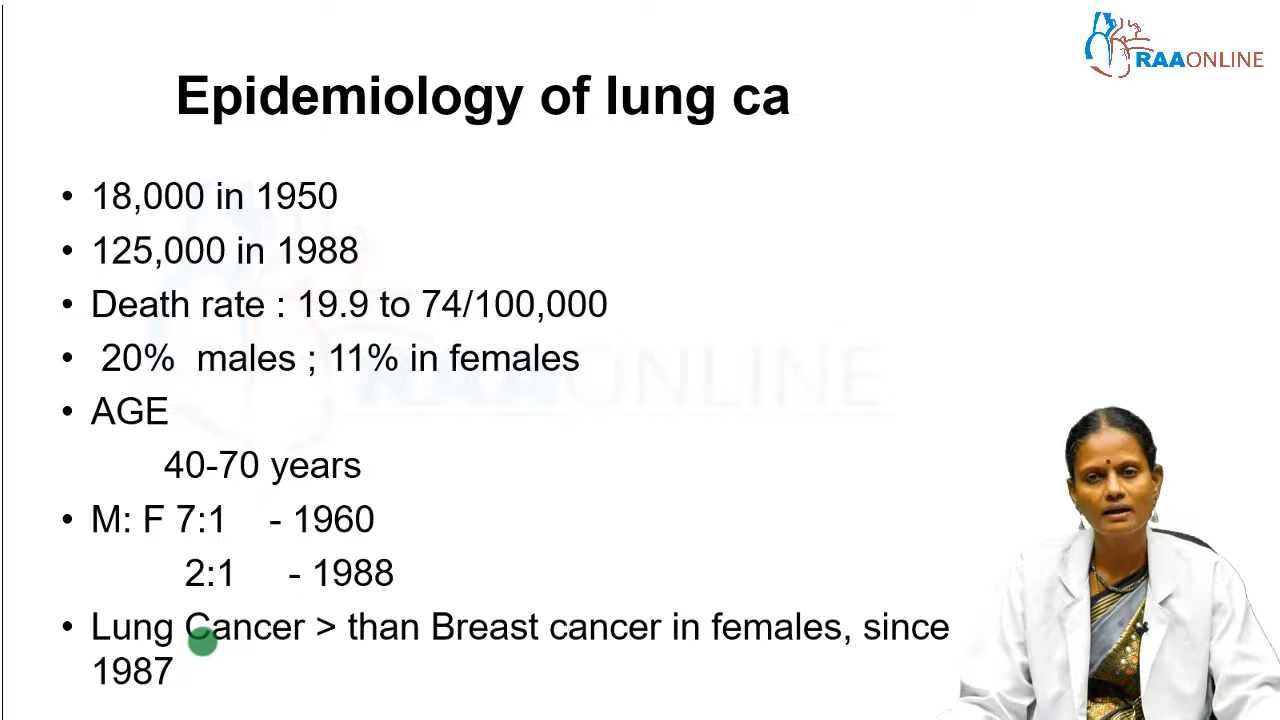 RAAONLINE
Epidemiology of lung ca
• 18,000 in 1950
• 125,000 in 1988
• Death rate : 19.9 to 74/100,000
• 20% males ; 11% in females
• AGE
40-70 years
• M: F 7:1 - 1960
2:1 - 1988
• Lung Cancer > than Breast cancer in females, since
1987
RAAONLINE